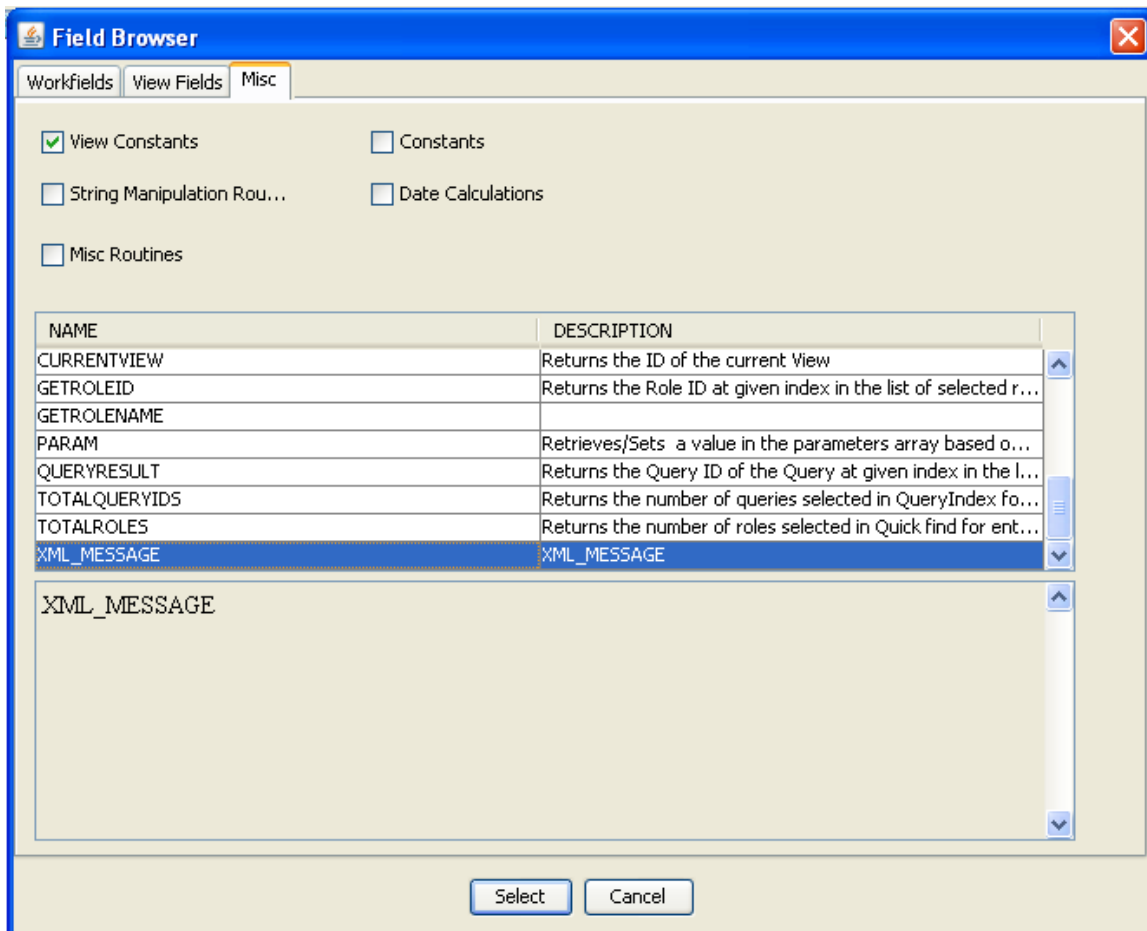 Field Browser
Workfields View Fields Misc
View Constants Constants
String Manipulation Rou... Date Calculations
Misc Routines
NAME DESCRIPTION
CURRENTVIEW Returns the ID of the current View
GETROLEID Returns the Role ID at given index in the list of selected r...
GETROLENAME
PARAM Retrieves/Sets a value in the parameters array based o...
QUERYRESULT Returns the Query ID of the Query at given index in the l...
TOTALQUERYIDS Returns the number of queries selected in QueryIndex fo...
TOTALROLES Returns the number of roles selected in Quick find for ent...
XML_MESSAGE XML_MESSAGE
XML_MESSAGE
Select Cancel